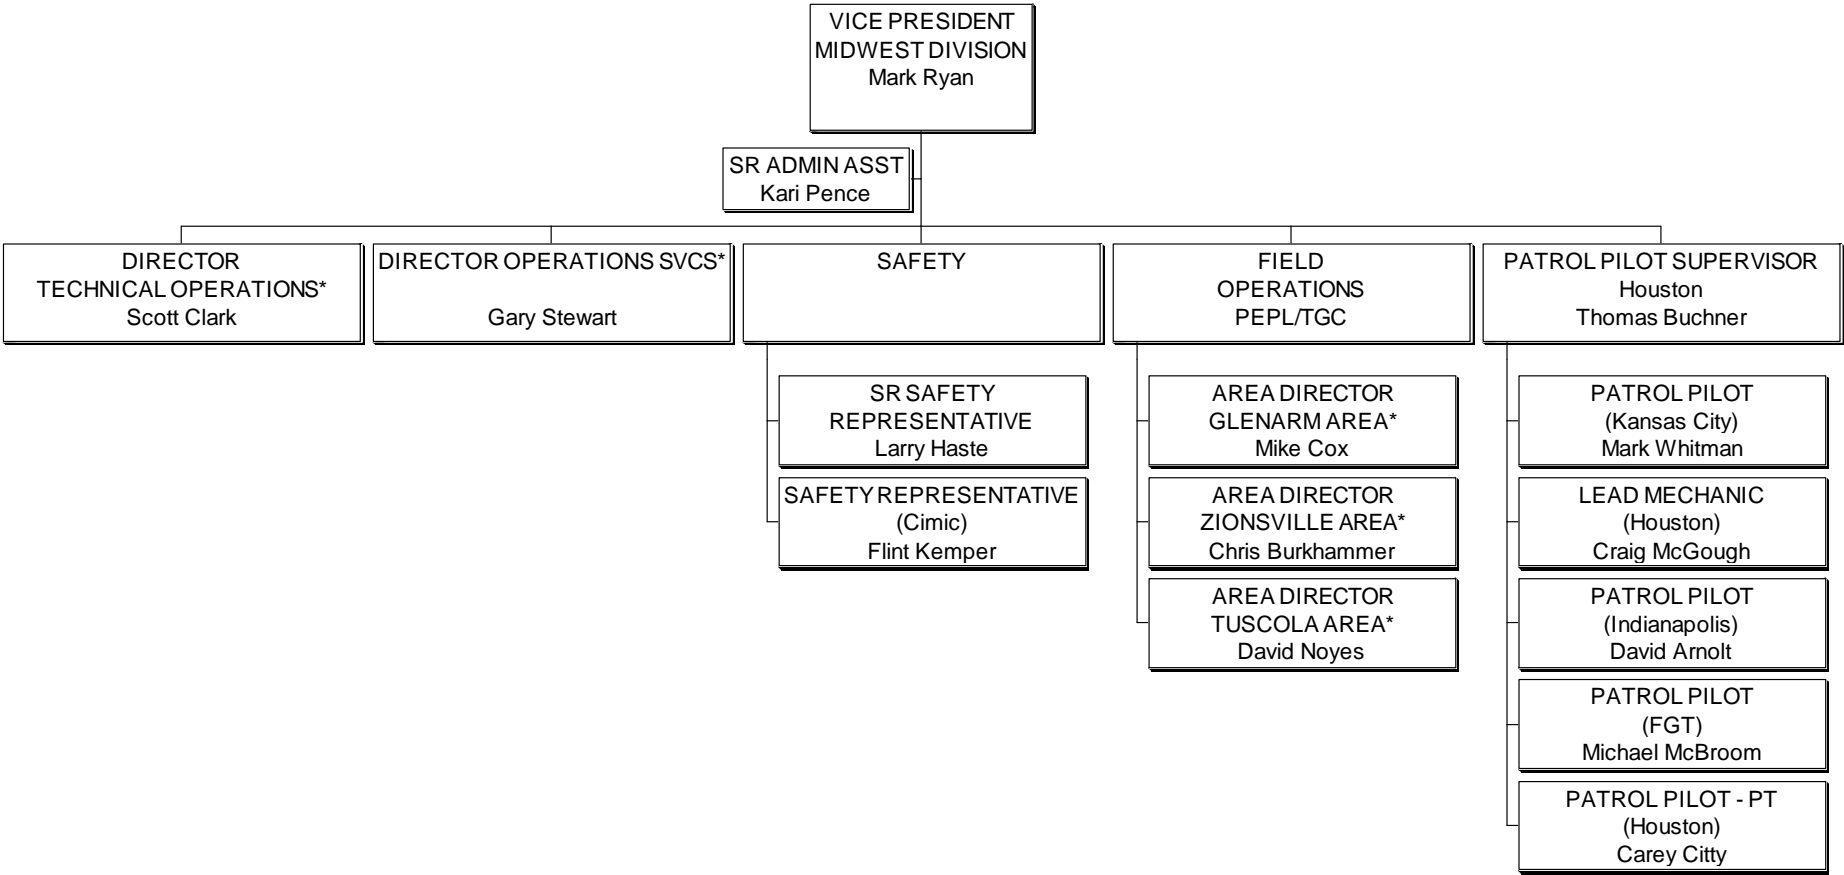 VICE PRESIDENT
MIDWEST DIVISION
Mark Ryan
SR ADMIN ASST
Kari Pence
DIRECTOR
TECHNICAL OPERATIONS*
Scott Clark
DIRECTOR OPERATIONS SVCS*
Gary Stewart
SAFETY
FIELD
OPERATIONS
PEPL/TGC
PATROL PILOT SUPERVISOR
Houston
Thomas Buchner
SR SAFETY
REPRESENTATIVE
Larry Haste
SAFETY REPRESENTATIVE
(Cimic)
Flint Kemper
AREA DIRECTOR
GLENARM AREA*
Mike Cox
AREA DIRECTOR
ZIONSVILLE AREA*
Chris Burkhammer
AREA DIRECTOR
TUSCOLA AREA*
David Noyes
PATROL PILOT
(Kansas City)
Mark Whitman
LEAD MECHANIC
(Houston)
Craig McGough
PATROL PILOT
(Indianapolis)
David Arnolt
PATROL PILOT
(FGT)
Michael McBroom
PATROL PILOT - PT
(Houston)
Carey Citty